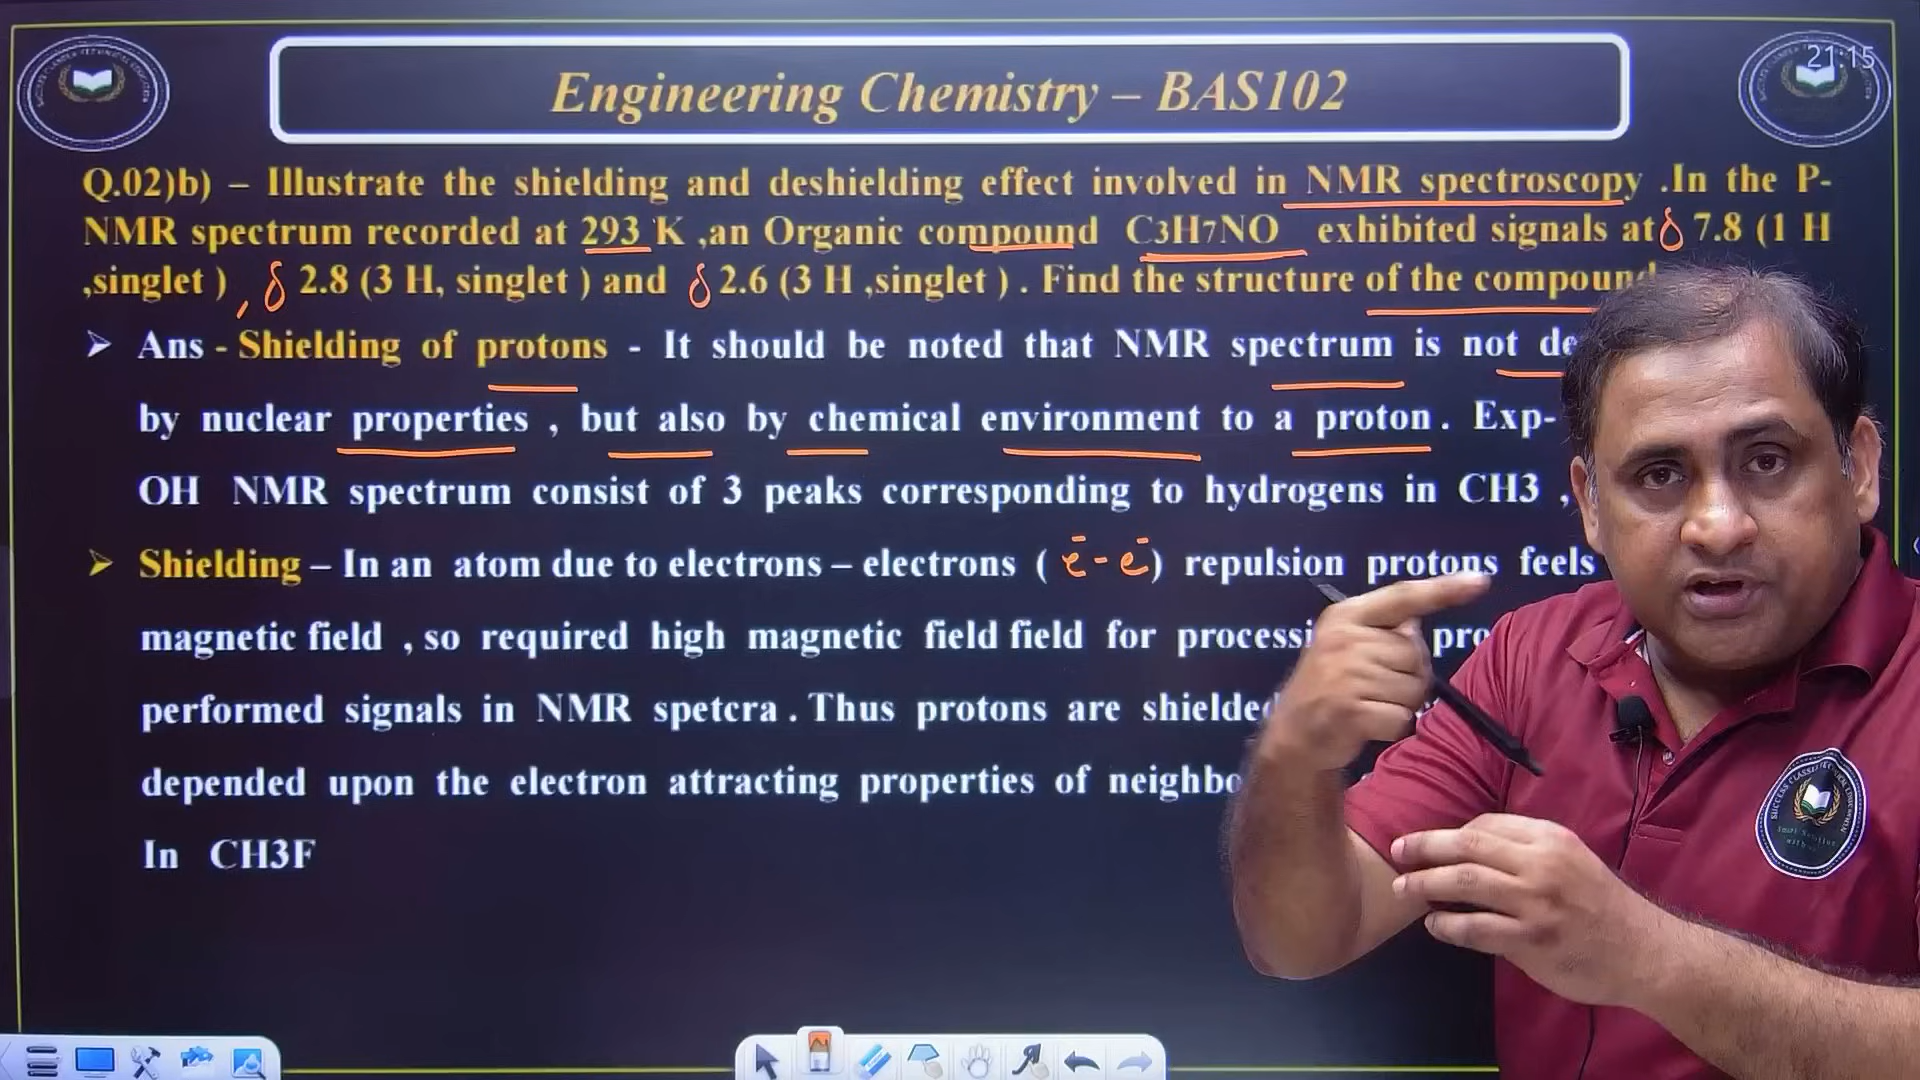 21:15
Engineering Chemistry – BAS102
Q.02)b) – Illustrate the shielding and deshielding effect involved in NMR spectroscopy .In the P-
NMR spectrum recorded at 293 K ,an Organic compound C3H7NO exhibited signals at δ 7.8 (1 H
,singlet ) , δ 2.8 (3 H, singlet ) and δ 2.6 (3 H ,singlet ) . Find the structure of the compound
➢ Ans - Shielding of protons - It should be noted that NMR spectrum is not
by nuclear properties , but also by chemical environment to a proton . Exp-
OH NMR spectrum consist of 3 peaks corresponding to hydrogens in CH3 ,
➢ Shielding – In an atom due to electrons – electrons ( e⁻ - e⁻ ) repulsion protons feels
magnetic field , so required high magnetic field field for
performed signals in NMR spetcra . Thus protons are shielded
depended upon the electron attracting properties of
In CH3F